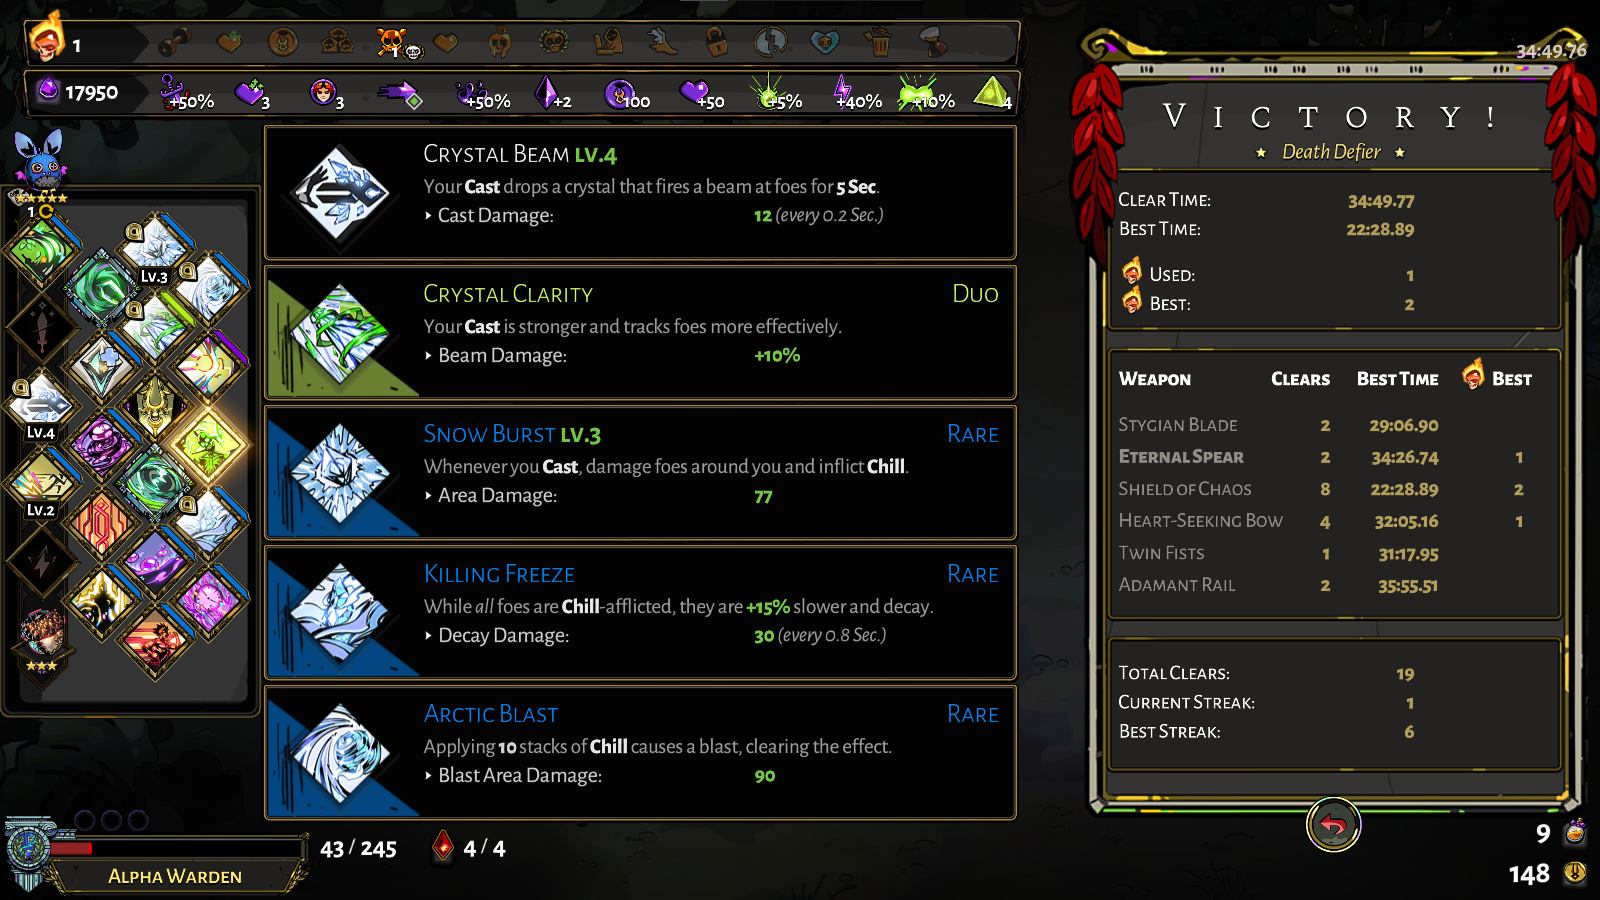 1
1
17950
+50%
3
3
+50%
+2
100
+50
+5%
+40%
+10%
4
1
Lv.3
Lv.4
Lv.2
Crystal Beam Lv.4
Your Cast drops a crystal that fires a beam at foes for 5 Sec.
Cast Damage: 12 (every 0.2 Sec.)
Crystal Clarity Duo
Your Cast is stronger and tracks foes more effectively.
Beam Damage: +10%
Snow Burst Lv.3 Rare
Whenever you Cast, damage foes around you and inflict Chill.
Area Damage: 77
Killing Freeze Rare
While all foes are Chill-afflicted, they are +15% slower and decay.
Decay Damage: 30 (every 0.8 Sec.)
Arctic Blast Rare
Applying 10 stacks of Chill causes a blast, clearing the effect.
Blast Area Damage: 90
43 / 245
4 / 4
Alpha Warden
34:49.76
VICTORY!
Death Defier
Clear Time: 34:49.77
Best Time: 22:28.89
Used: 1
Best: 2
Weapon Clears Best Time Best
Stygian Blade 2 29:06.90
Eternal Spear 2 34:26.74 1
Shield of Chaos 8 22:28.89 2
Heart-Seeking Bow 4 32:05.16 1
Twin Fists 1 31:17.95
Adamant Rail 2 35:55.51
Total Clears: 19
Current Streak: 1
Best Streak: 6
9
148